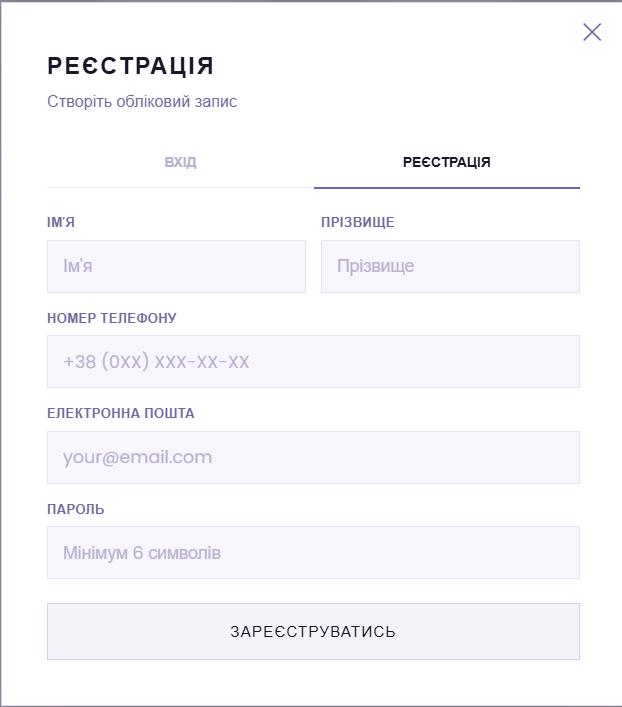 РЕЄСТРАЦІЯ
Створіть обліковий запис
ВХІД РЕЄСТРАЦІЯ
ІМ'Я ПРІЗВИЩЕ
Ім'я Прізвище
НОМЕР ТЕЛЕФОНУ
+38 (0XX) XXX-XX-XX
ЕЛЕКТРОННА ПОШТА
your@email.com
ПАРОЛЬ
Мінімум 6 символів
ЗАРЕЄСТРУВАТИСЬ